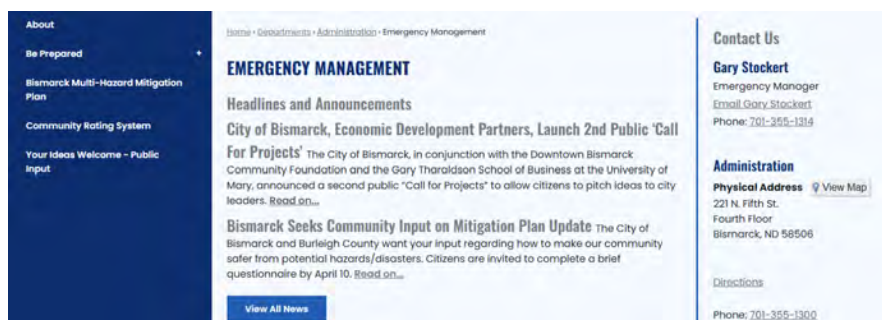 About
Be Prepared +
Bismarck Multi-Hazard Mitigation
Plan
Community Rating System
Your Ideas Welcome - Public
Input
Home › Departments › Administration › Emergency Management
EMERGENCY MANAGEMENT
Headlines and Announcements
City of Bismarck, Economic Development Partners, Launch 2nd Public 'Call
For Projects' The City of Bismarck, in conjunction with the Downtown Bismarck
Community Foundation and the Gary Tharaldson School of Business at the University of
Mary, announced a second public "Call for Projects" to allow citizens to pitch ideas to city
leaders. Read on...
Bismarck Seeks Community Input on Mitigation Plan Update The City of
Bismarck and Burleigh County want your input regarding how to make our community
safer from potential hazards/disasters. Citizens are invited to complete a brief
questionnaire by April 10. Read on...
View All News
Contact Us
Gary Stockert
Emergency Manager
Email Gary Stockert
Phone: 701-355-1314
Administration
Physical Address View Map
221 N. Fifth St.
Fourth Floor
Bismarck, ND 58506
Directions
Phone: 701-355-1300